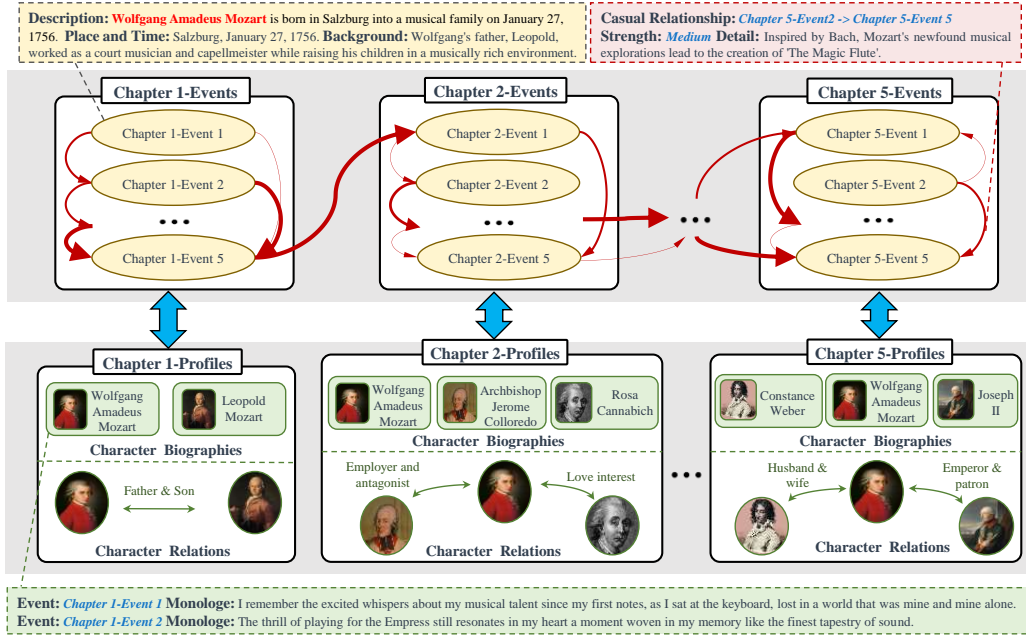 Description: Wolfgang Amadeus Mozart is born in Salzburg into a musical family on January 27,
1756. Place and Time: Salzburg, January 27, 1756. Background: Wolfgang's father, Leopold,
worked as a court musician and capellmeister while raising his children in a musically rich environment.
Casual Relationship: Chapter 5-Event2 -> Chapter 5-Event 5
Strength: Medium Detail: Inspired by Bach, Mozart's newfound musical
explorations lead to the creation of 'The Magic Flute'.
Chapter 1-Events
Chapter 1-Event 1
Chapter 1-Event 2
...
Chapter 1-Event 5
Chapter 2-Events
Chapter 2-Event 1
Chapter 2-Event 2
...
Chapter 2-Event 5
...
Chapter 5-Events
Chapter 5-Event 1
Chapter 5-Event 2
...
Chapter 5-Event 5
Chapter 1-Profiles
Wolfgang
Amadeus
Mozart
Leopold
Mozart
Character Biographies
Father & Son
Character Relations
Chapter 2-Profiles
Wolfgang
Amadeus
Mozart
Archbishop
Jerome
Colloredo
Rosa
Cannabich
Character Biographies
Employer and
antagonist
Love interest
Character Relations
...
Chapter 5-Profiles
Constance
Weber
Wolfgang
Amadeus
Mozart
Joseph
II
Character Biographies
Husband &
wife
Emperor &
patron
Character Relations
Event: Chapter 1-Event 1 Monologe: I remember the excited whispers about my musical talent since my first notes, as I sat at the keyboard, lost in a world that was mine and mine alone.
Event: Chapter 1-Event 2 Monologe: The thrill of playing for the Empress still resonates in my heart a moment woven in my memory like the finest tapestry of sound.